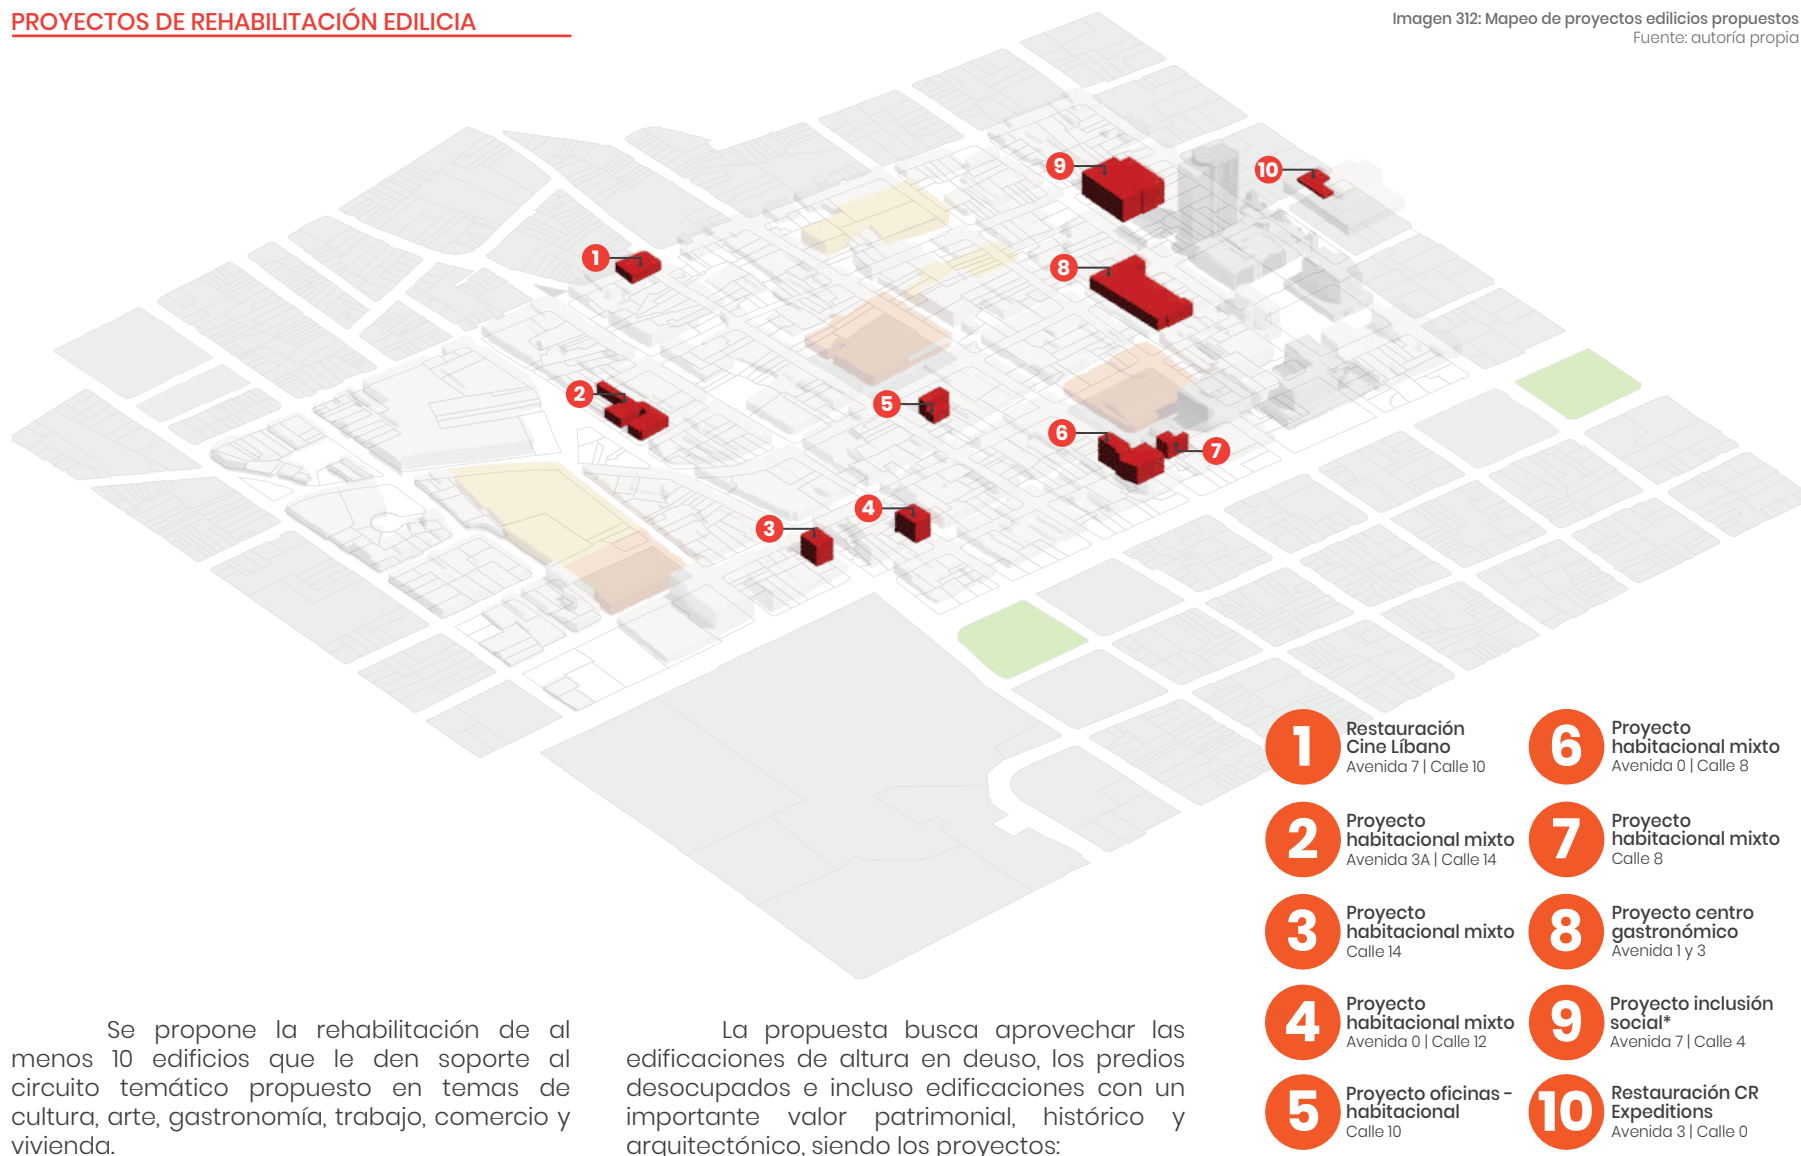 PROYECTOS DE REHABILITACIÓN EDILICIA
Imagen 312: Mapeo de proyectos edilicios propuestos
Fuente: autoría propia
9
10
1
8
2
5
6
7
4
3
1
Restauración
Cine Líbano
Avenida 7 | Calle 10
2
Proyecto
habitacional mixto
Avenida 3A | Calle 14
3
Proyecto
habitacional mixto
Calle 14
4
Proyecto
habitacional mixto
Avenida 0 | Calle 12
5
Proyecto oficinas -
habitacional
Calle 10
6
Proyecto
habitacional mixto
Avenida 0 | Calle 8
7
Proyecto
habitacional mixto
Calle 8
8
Proyecto centro
gastronómico
Avenida 1 y 3
9
Proyecto inclusión
social*
Avenida 7 | Calle 4
10
Restauración CR
Expeditions
Avenida 3 | Calle 0
Se propone la rehabilitación de al
menos 10 edificios que le den soporte al
circuito temático propuesto en temas de
cultura, arte, gastronomía, trabajo, comercio y
vivienda.
La propuesta busca aprovechar las
edificaciones de altura en deuso, los predios
desocupados e incluso edificaciones con un
importante valor patrimonial, histórico y
arquitectónico, siendo los proyectos: